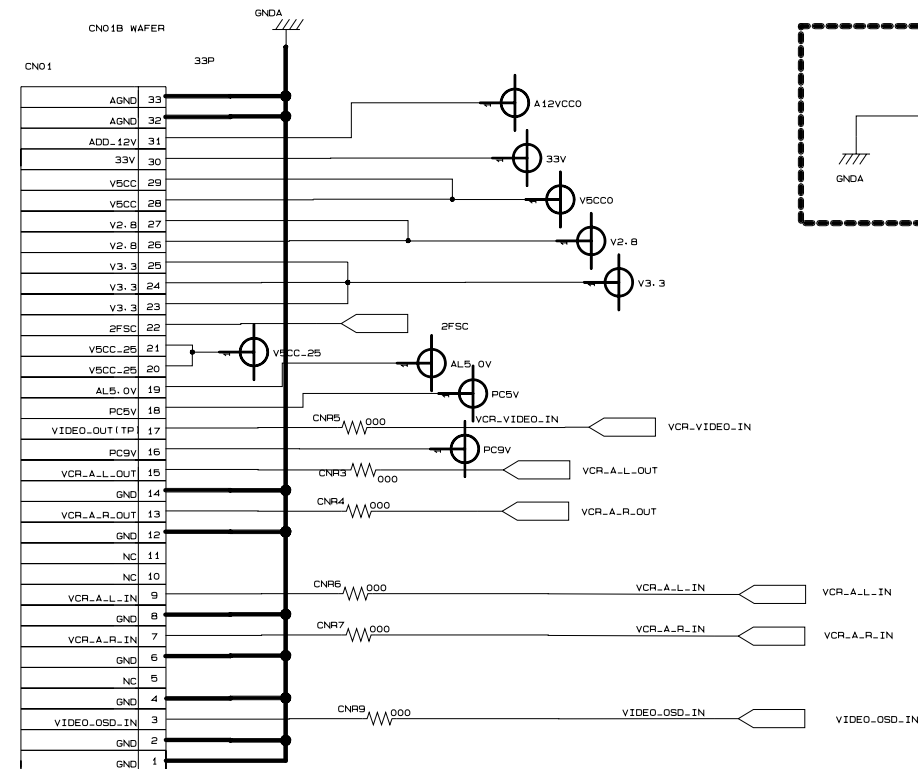 GNDA
CN01B WAFER
CN01
33P
AGND 33
AGND 32
ADD_12V 31
33V 30
V5CC 29
V5CC 28
V2.8 27
V2.8 26
V3.3 25
V3.3 24
V3.3 23
2FSC 22
V5CC_25 21
V5CC_25 20
AL5.0V 19
PC5V 18
VIDEO_OUT(TP) 17
PC9V 16
VCR_A_L_OUT 15
GND 14
VCR_A_R_OUT 13
GND 12
NC 11
NC 10
VCR_A_L_IN 9
GND 8
VCR_A_R_IN 7
GND 6
NC 5
GND 4
VIDEO_OSD_IN 3
GND 2
GND 1
A12VCC0
33V
V5CC0
V2.8
V3.3
2FSC
V5CC_25
AL5.0V
PC5V
CNR5 000 VCR_VIDEO_IN VCR_VIDEO_IN
PC9V
CNR3 000 VCR_A_L_OUT
CNR4 000 VCR_A_R_OUT
CNR6 000 VCR_A_L_IN VCR_A_L_IN
CNR7 000 VCR_A_R_IN VCR_A_R_IN
CNR9 000 VIDEO_OSD_IN VIDEO_OSD_IN
GNDA